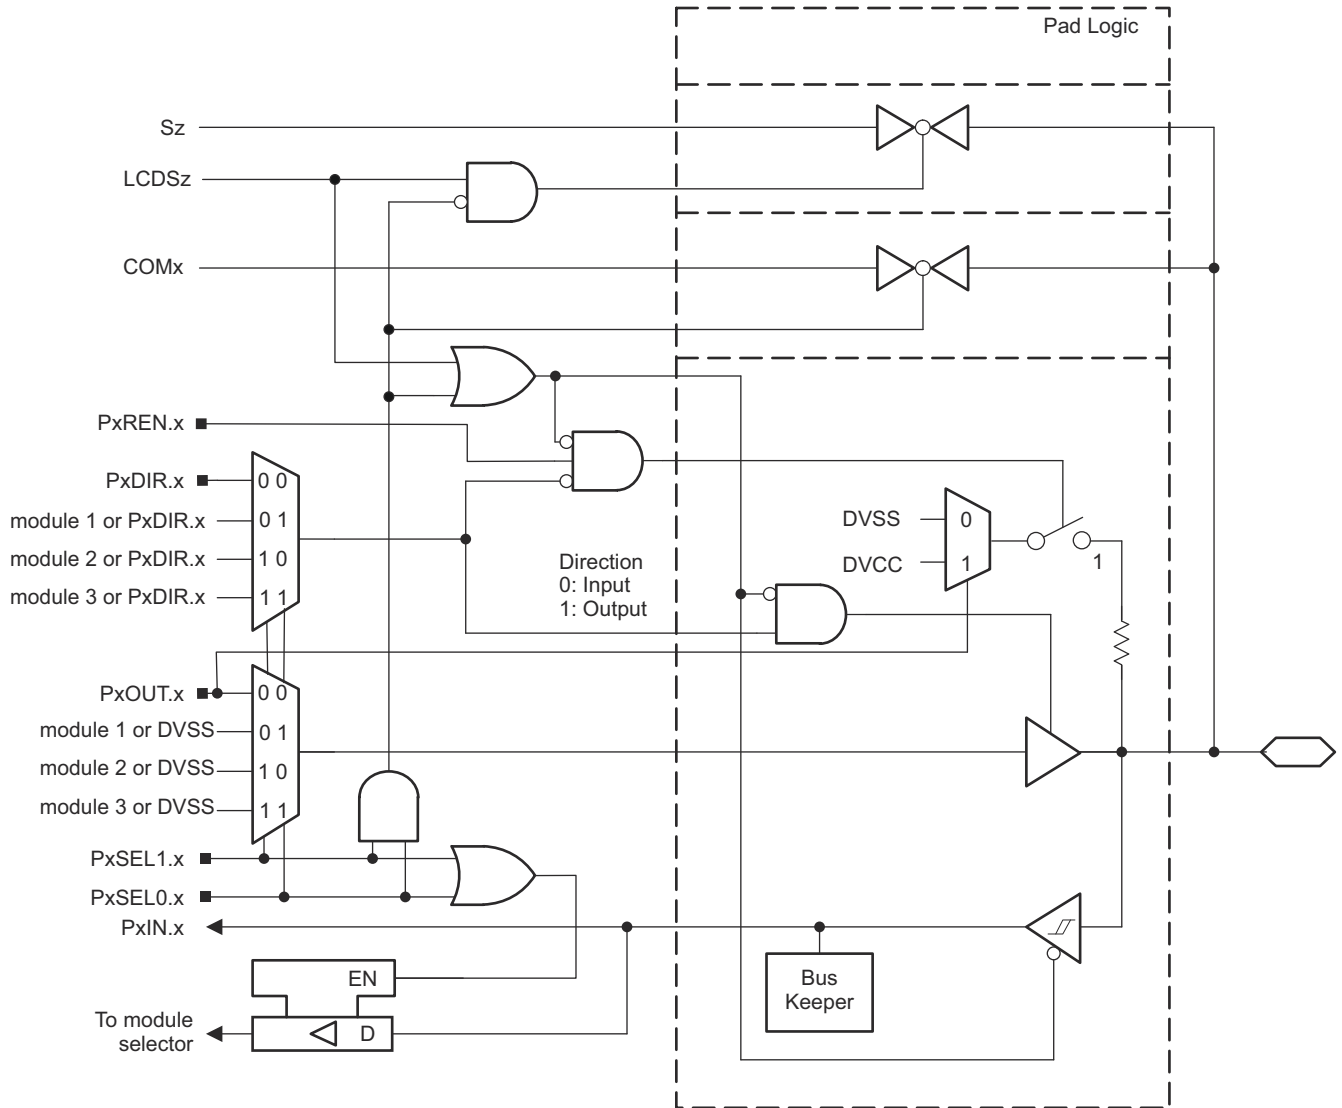 Pad Logic
Sz
LCDSz
COMx
PxREN.x
PxDIR.x
0 0
module 1 or PxDIR.x
0 1
module 2 or PxDIR.x
1 0
module 3 or PxDIR.x
1 1
Direction
0: Input
1: Output
DVSS
0
DVCC
1
1
PxOUT.x
0 0
module 1 or DVSS
0 1
module 2 or DVSS
1 0
module 3 or DVSS
1 1
PxSEL1.x
PxSEL0.x
PxIN.x
EN
D
To module
selector
Bus
Keeper